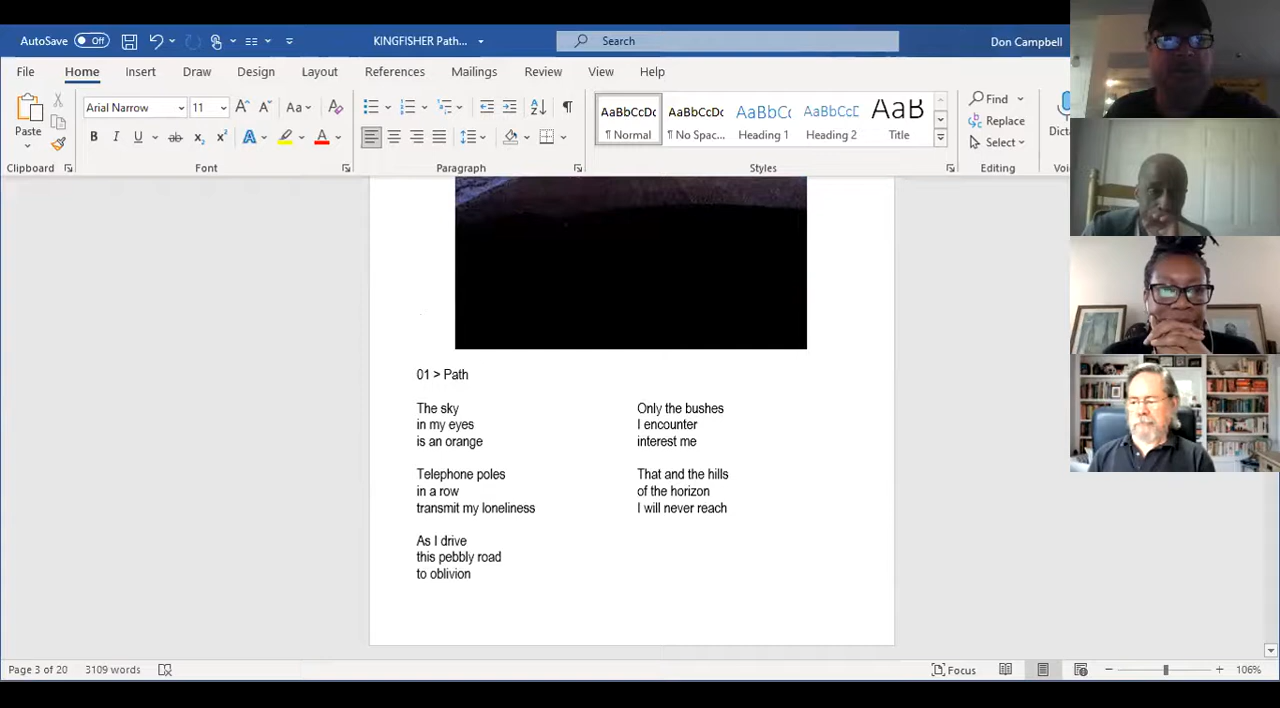 AutoSave Off
KINGFISHER Path...
Search
Don Campbell
File Home Insert Draw Design Layout References Mailings Review View Help
Paste
Arial Narrow 11
Aa
AaBbCcDc AaBbCcDc AaBbCc AaBbCcD AaB
¶ Normal ¶ No Spac... Heading 1 Heading 2 Title
Find
Replace
Select
Clipboard Font Paragraph Styles Editing
01 > Path
The sky
in my eyes
is an orange
Telephone poles
in a row
transmit my loneliness
As I drive
this pebbly road
to oblivion
Only the bushes
I encounter
interest me
That and the hills
of the horizon
I will never reach
Page 3 of 20 3109 words Focus 106%